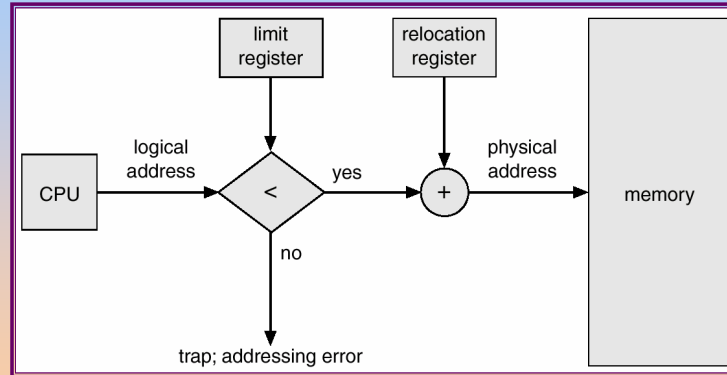 limit
register
relocation
register
logical
address
physical
address
CPU
<
yes
+
memory
no
trap; addressing error